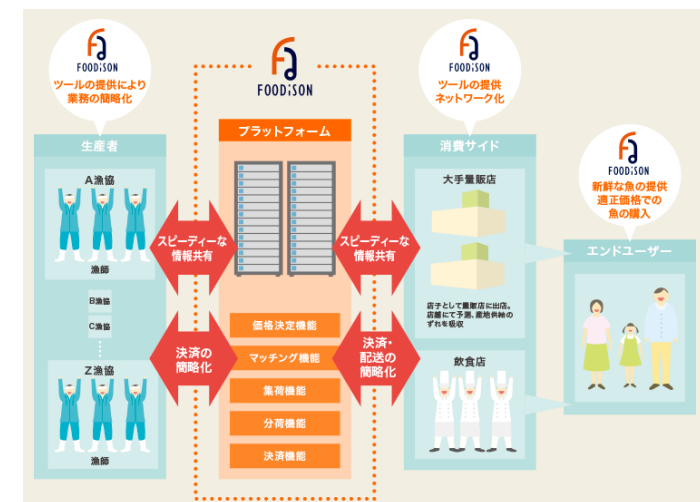 FOODiSON
ツールの提供により
業務の簡略化
生産者
A漁協
漁師
B漁協
C漁協
Z漁協
漁師
FOODiSON
プラットフォーム
スピーディーな
情報共有
決済の
簡略化
価格決定機能
マッチング機能
集荷機能
分荷機能
決済機能
スピーディーな
情報共有
決済・
配送の
簡略化
FOODiSON
ツールの提供
ネットワーク化
消費サイド
大手量販店
店子として量販店に出店。
店舗にて予測、産地供給の
ずれを吸収
飲食店
FOODiSON
新鮮な魚の提供
適正価格での
魚の購入
エンドユーザー